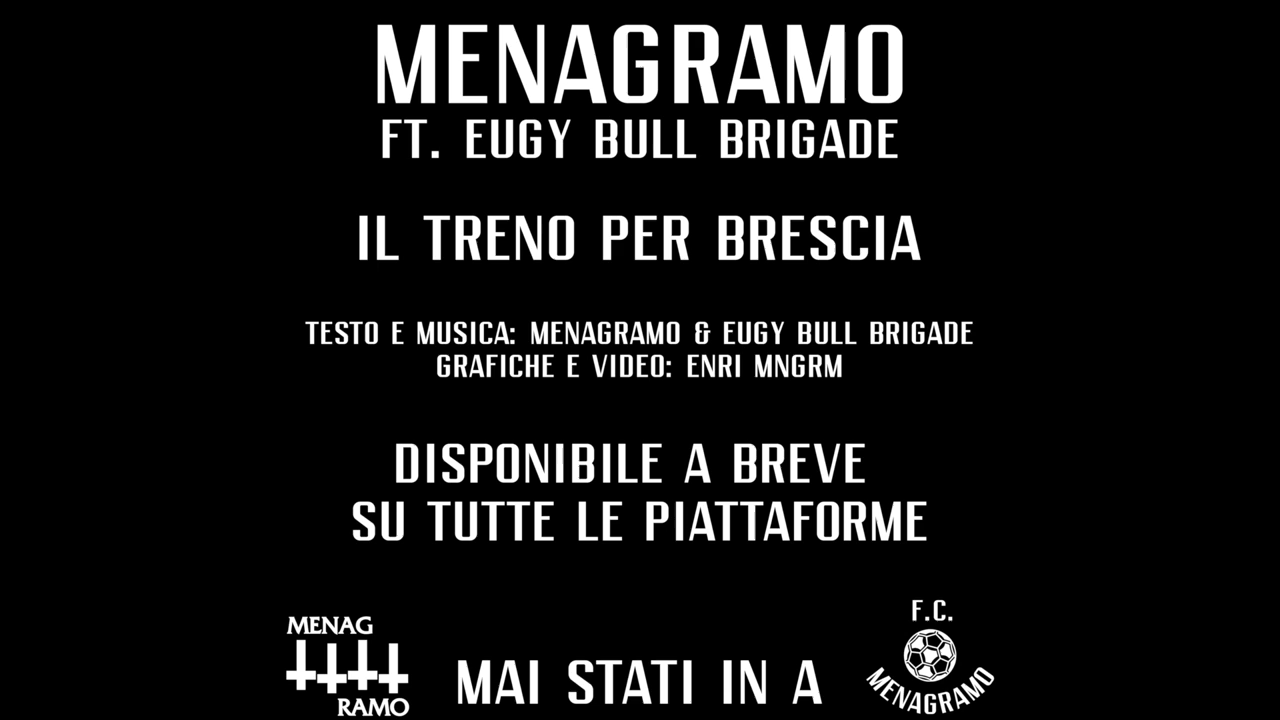 MENAGRAMO
FT. EUGY BULL BRIGADE
IL TRENO PER BRESCIA
TESTO E MUSICA: MENAGRAMO & EUGY BULL BRIGADE
GRAFICHE E VIDEO: ENRI MNGRM
DISPONIBILE A BREVE
SU TUTTE LE PIATTAFORME
MENAG
RAMO
MAI STATI IN A
F.C.
MENAGRAMO